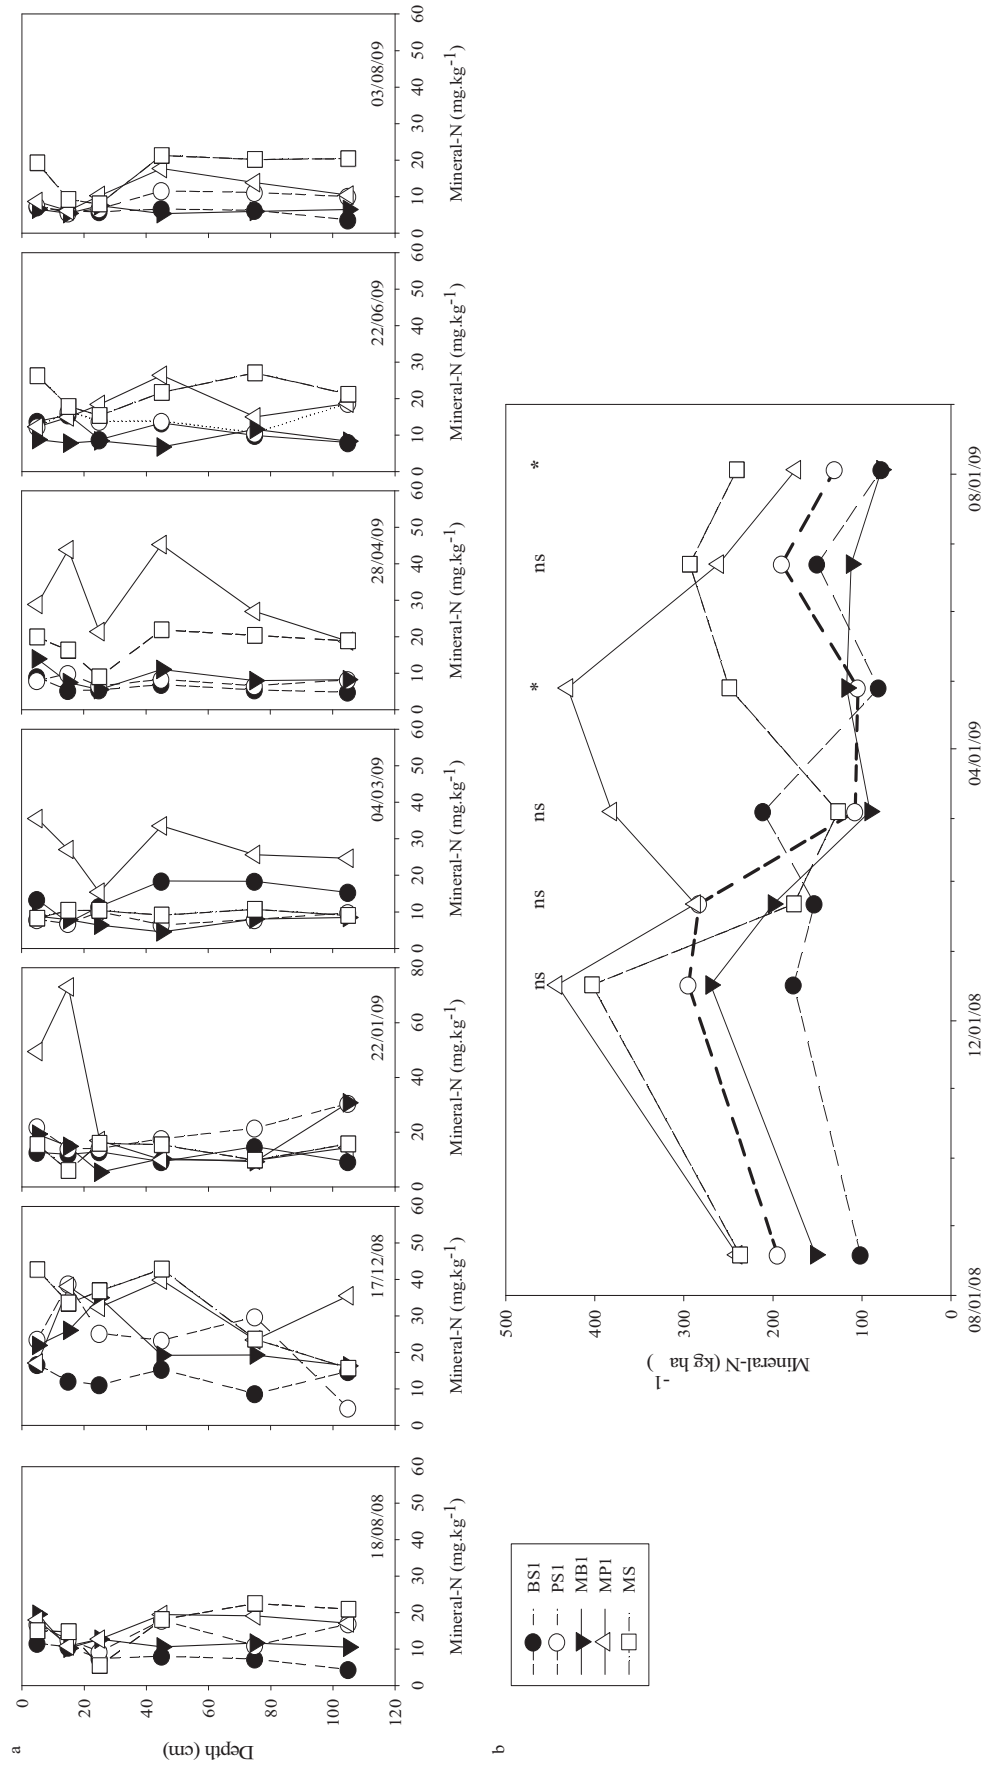 a
Depth (cm)
0
20
40
60
80
100
120
18/08/08
0 10 20 30 40 50 60
Mineral-N (mg.kg-1)
17/12/08
0 10 20 30 40 50 60
Mineral-N (mg.kg-1)
22/01/09
0 20 40 60 80
Mineral-N (mg.kg-1)
04/03/09
0 10 20 30 40 50 60
Mineral-N (mg.kg-1)
28/04/09
0 10 20 30 40 50 60
Mineral-N (mg.kg-1)
22/06/09
0 10 20 30 40 50 60
Mineral-N (mg.kg-1)
03/08/09
0 10 20 30 40 50 60
Mineral-N (mg.kg-1)
b
BS1
PS1
MB1
MP1
MS
Mineral-N (kg ha-1)
500
400
300
200
100
0
ns ns ns * ns *
08/01/08 12/01/08 04/01/09 08/01/09